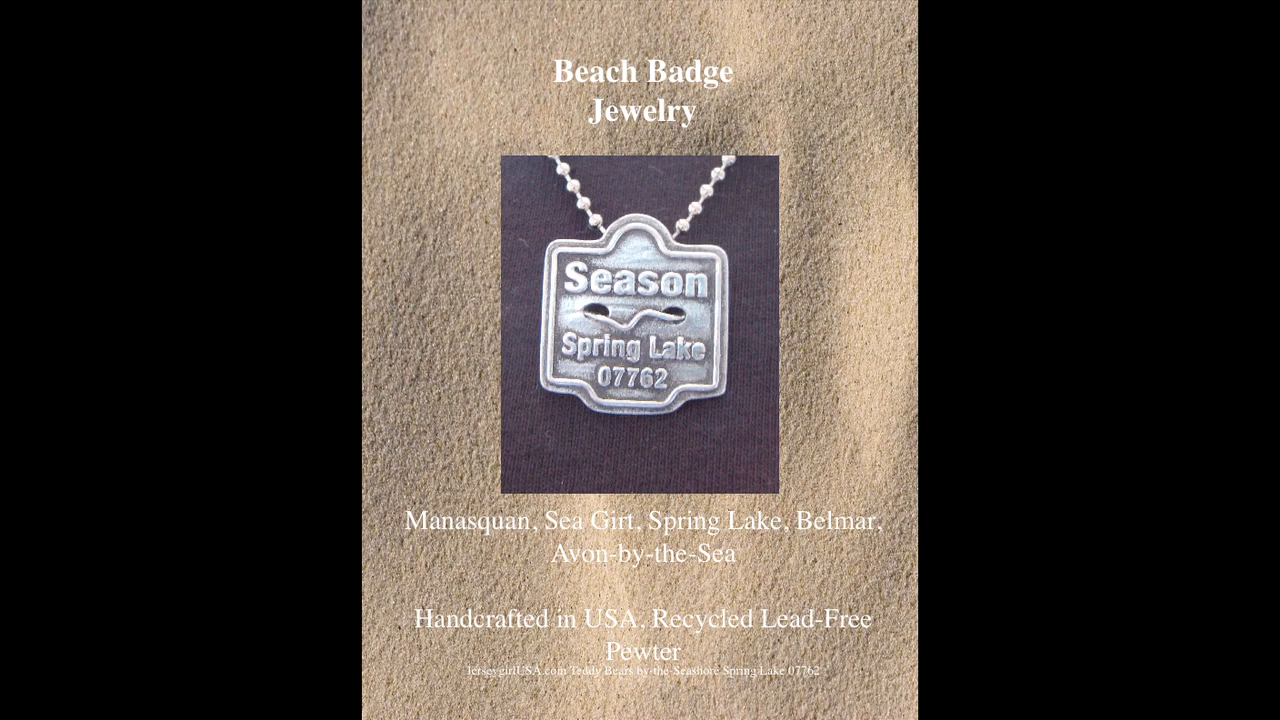 Beach Badge
Jewelry
Season
Spring Lake
07762
Manasquan, Sea Girt, Spring Lake, Belmar,
Avon-by-the-Sea
Handcrafted in USA, Recycled Lead-Free
Pewter
JerseygirlUSA.com Teddy Bears by-the-Seashore Spring Lake 07762